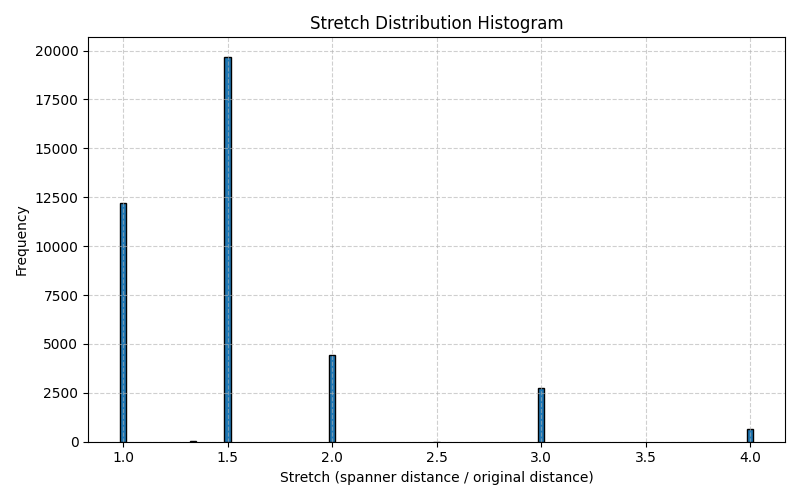 Stretch Distribution Histogram
Frequency
20000
17500
15000
12500
10000
7500
5000
2500
0
1.0 1.5 2.0 2.5 3.0 3.5 4.0
Stretch (spanner distance / original distance)